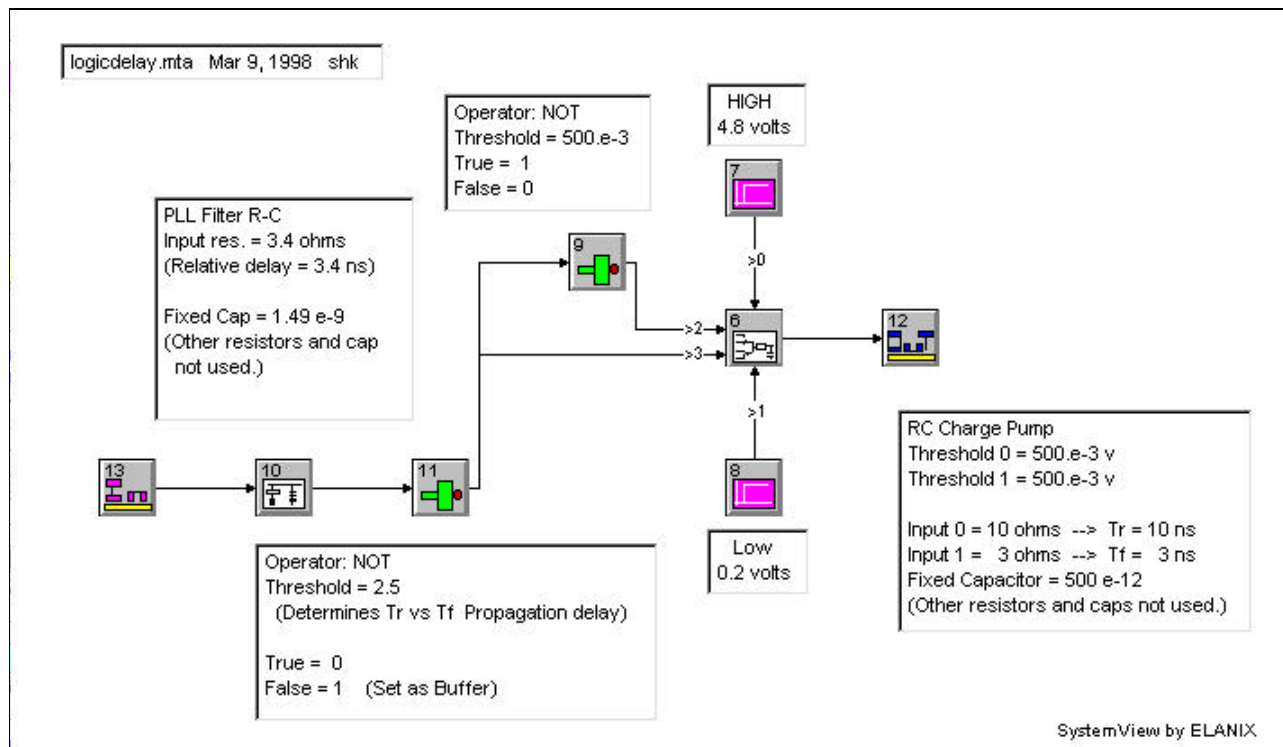 logicdelay.mta Mar 9, 1998 shk
Operator: NOT
Threshold = 500.e-3
True = 1
False = 0
HIGH
4.8 volts
7
PLL Filter R-C
Input res. = 3.4 ohms
(Relative delay = 3.4 ns)
Fixed Cap = 1.49 e-9
(Other resistors and cap
not used.)
9
>0
>2
>3
6
12
>1
13
10
11
8
Low
0.2 volts
RC Charge Pump
Threshold 0 = 500.e-3 v
Threshold 1 = 500.e-3 v
Input 0 = 10 ohms --> Tr = 10 ns
Input 1 = 3 ohms --> Tf = 3 ns
Fixed Capacitor = 500 e-12
(Other resistors and caps not used.)
Operator: NOT
Threshold = 2.5
(Determines Tr vs Tf Propagation delay)
True = 0
False = 1 (Set as Buffer)
SystemView by ELANIX